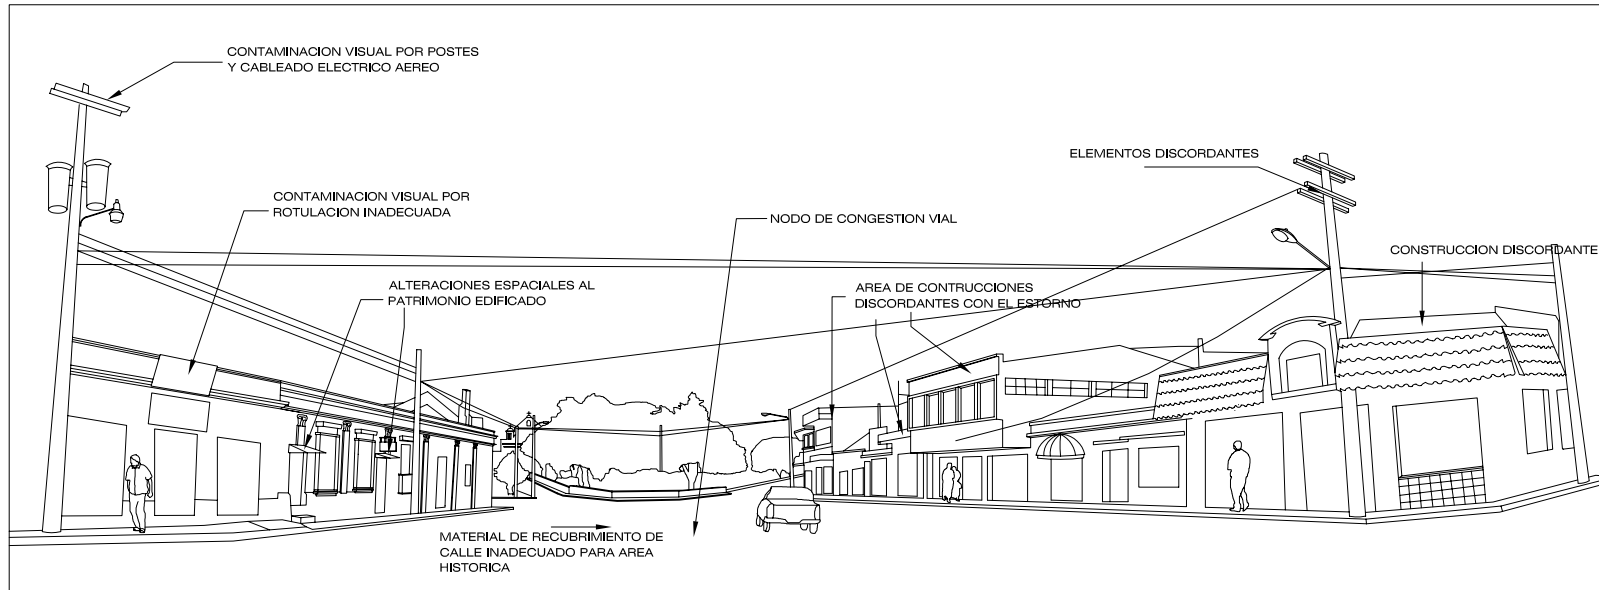 CONTAMINACION VISUAL POR POSTES
Y CABLEADO ELECTRICO AEREO
ELEMENTOS DISCORDANTES
CONTAMINACION VISUAL POR
ROTULACION INADECUADA
NODO DE CONGESTION VIAL
CONSTRUCCION DISCORDANTE
ALTERACIONES ESPACIALES AL
PATRIMONIO EDIFICADO
AREA DE CONTRUCCIONES
DISCORDANTES CON EL ESTORNO
MATERIAL DE RECUBRIMIENTO DE
CALLE INADECUADO PARA AREA
HISTORICA